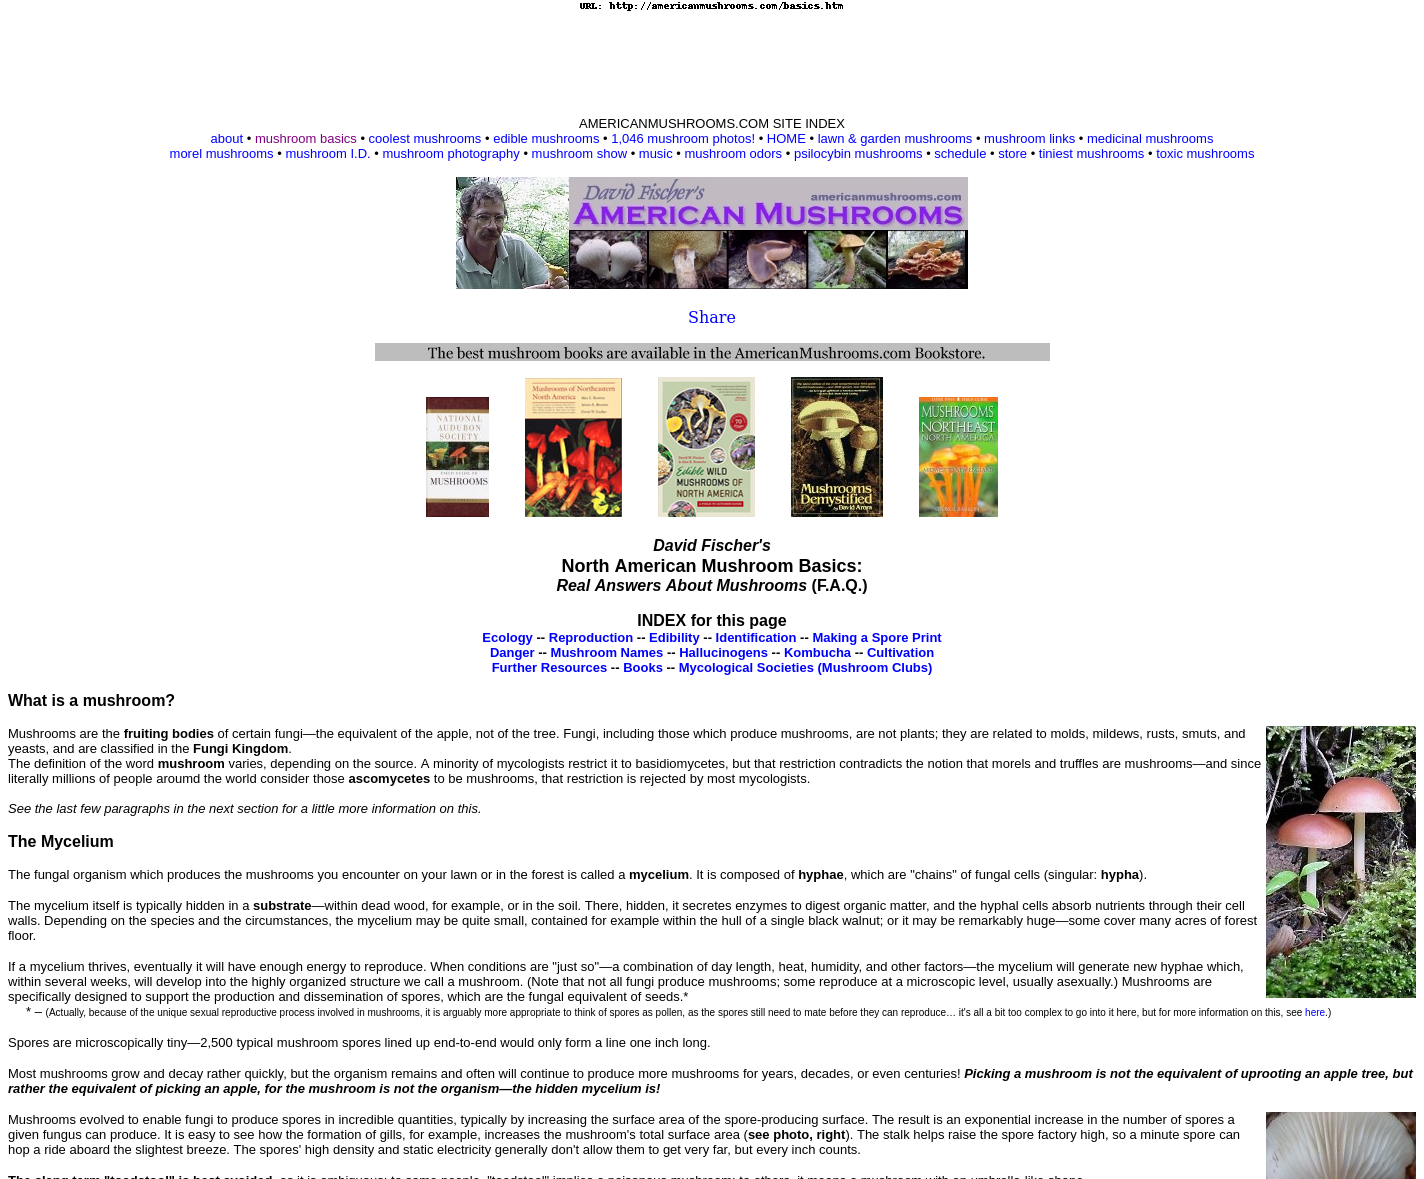 URL: http://americanmushrooms.com/basics.htm
AMERICANMUSHROOMS.COM SITE INDEX
about • mushroom basics • coolest mushrooms • edible mushrooms • 1,046 mushroom photos! • HOME • lawn & garden mushrooms • mushroom links • medicinal mushrooms
morel mushrooms • mushroom I.D. • mushroom photography • mushroom show • music • mushroom odors • psilocybin mushrooms • schedule • store • tiniest mushrooms • toxic mushrooms
David Fischer's
americanmushrooms.com
AMERICAN MUSHROOMS
Share
The best mushroom books are available in the AmericanMushrooms.com Bookstore.
NATIONAL
AUDUBON
SOCIETY
FIELD GUIDE TO
MUSHROOMS
Mushrooms of Northeastern
North America
Edible WILD
MUSHROOMS OF
NORTH AMERICA
Mushrooms
Demystified
by David Arora
MUSHROOMS
NORTHEAST
NORTH AMERICA
David Fischer's
North American Mushroom Basics:
Real Answers About Mushrooms (F.A.Q.)
INDEX for this page
Ecology -- Reproduction -- Edibility -- Identification -- Making a Spore Print
Danger -- Mushroom Names -- Hallucinogens -- Kombucha -- Cultivation
Further Resources -- Books -- Mycological Societies (Mushroom Clubs)
What is a mushroom?
Mushrooms are the fruiting bodies of certain fungi—the equivalent of the apple, not of the tree. Fungi, including those which produce mushrooms, are not plants; they are related to molds, mildews, rusts, smuts, and
yeasts, and are classified in the Fungi Kingdom.
The definition of the word mushroom varies, depending on the source. A minority of mycologists restrict it to basidiomycetes, but that restriction contradicts the notion that morels and truffles are mushrooms—and since
literally millions of people aroumd the world consider those ascomycetes to be mushrooms, that restriction is rejected by most mycologists.
See the last few paragraphs in the next section for a little more information on this.
The Mycelium
The fungal organism which produces the mushrooms you encounter on your lawn or in the forest is called a mycelium. It is composed of hyphae, which are "chains" of fungal cells (singular: hypha).
The mycelium itself is typically hidden in a substrate—within dead wood, for example, or in the soil. There, hidden, it secretes enzymes to digest organic matter, and the hyphal cells absorb nutrients through their cell
walls. Depending on the species and the circumstances, the mycelium may be quite small, contained for example within the hull of a single black walnut; or it may be remarkably huge—some cover many acres of forest
floor.
If a mycelium thrives, eventually it will have enough energy to reproduce. When conditions are "just so"—a combination of day length, heat, humidity, and other factors—the mycelium will generate new hyphae which,
within several weeks, will develop into the highly organized structure we call a mushroom. (Note that not all fungi produce mushrooms; some reproduce at a microscopic level, usually asexually.) Mushrooms are
specifically designed to support the production and dissemination of spores, which are the fungal equivalent of seeds.*
* – (Actually, because of the unique sexual reproductive process involved in mushrooms, it is arguably more appropriate to think of spores as pollen, as the spores still need to mate before they can reproduce… it's all a bit too complex to go into it here, but for more information on this, see here.)
Spores are microscopically tiny—2,500 typical mushroom spores lined up end-to-end would only form a line one inch long.
Most mushrooms grow and decay rather quickly, but the organism remains and often will continue to produce more mushrooms for years, decades, or even centuries! Picking a mushroom is not the equivalent of uprooting an apple tree, but
rather the equivalent of picking an apple, for the mushroom is not the organism—the hidden mycelium is!
Mushrooms evolved to enable fungi to produce spores in incredible quantities, typically by increasing the surface area of the spore-producing surface. The result is an exponential increase in the number of spores a
given fungus can produce. It is easy to see how the formation of gills, for example, increases the mushroom's total surface area (see photo, right). The stalk helps raise the spore factory high, so a minute spore can
hop a ride aboard the slightest breeze. The spores' high density and static electricity generally don't allow them to get very far, but every inch counts.
The slang term "toadstool" is best avoided, as it is ambiguous: to some people, "toadstool" implies a poisonous mushroom; to others, it means a mushroom with an umbrella-like shape.